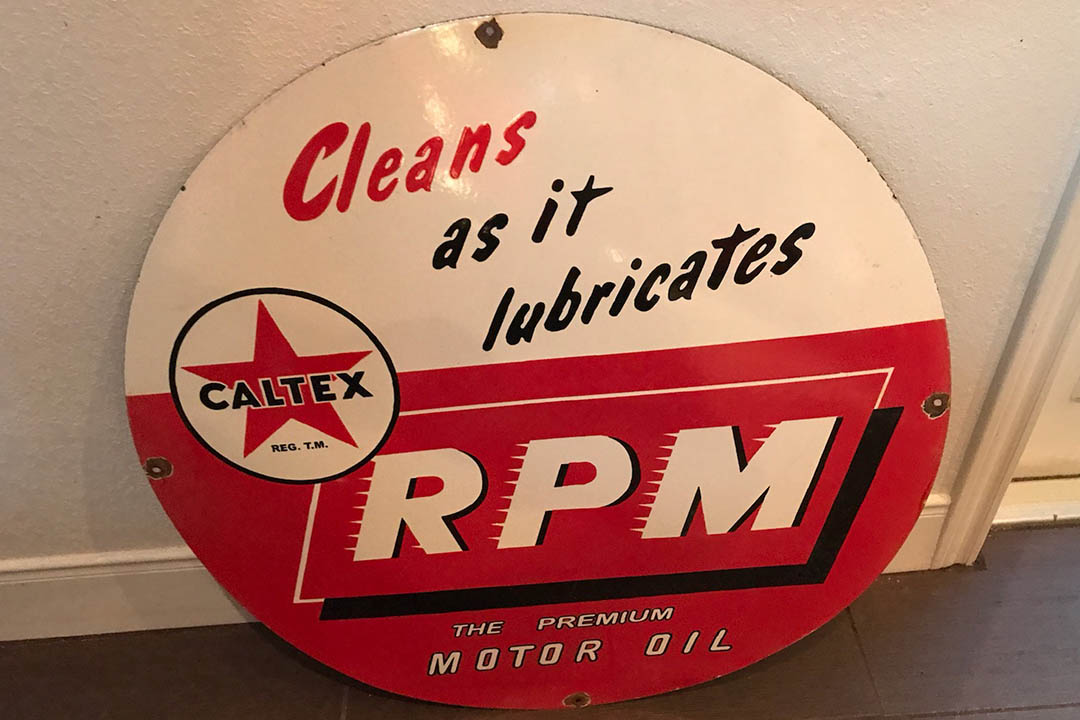 Cleans
as it
lubricates
CALTEX
REG. T.M.
RPM
THE PREMIUM
MOTOR OIL